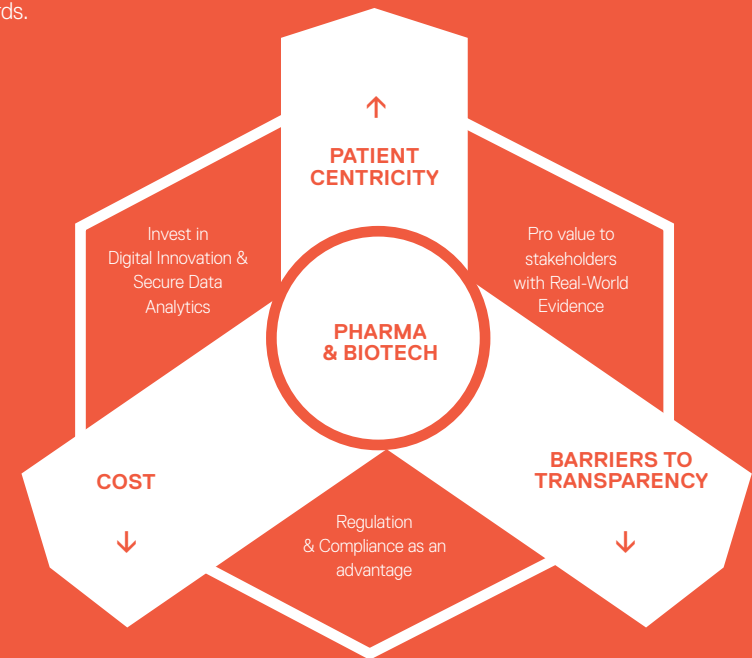 rds.
↑
PATIENT
CENTRICITY
Invest in
Digital Innovation &
Secure Data
Analytics
Pro value to
stakeholders
with Real-World
Evidence
PHARMA
& BIOTECH
COST
↓
BARRIERS TO
TRANSPARENCY
↓
Regulation
& Compliance as an
advantage